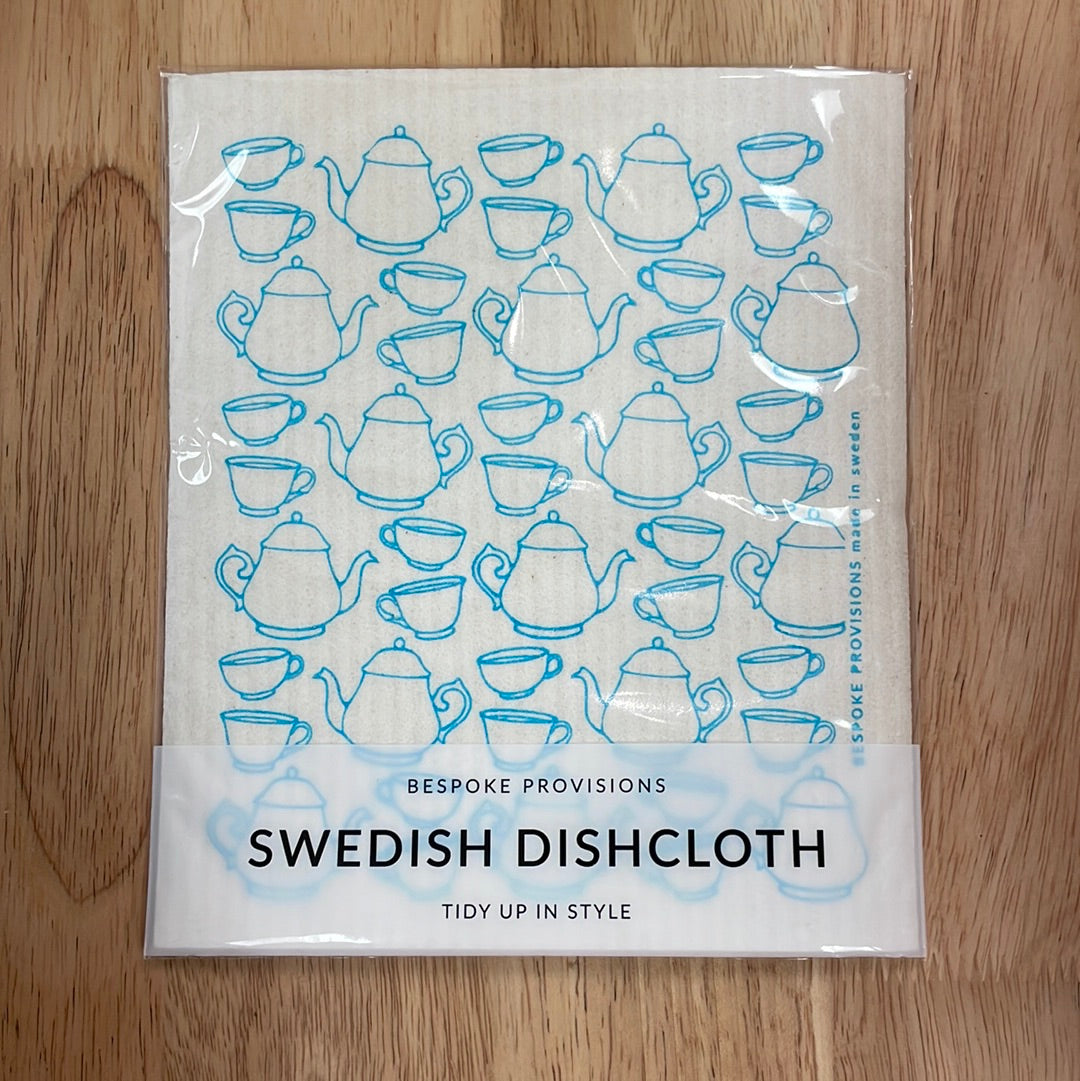 BESPOKE PROVISIONS made in sweden
BESPOKE PROVISIONS
SWEDISH DISHCLOTH
TIDY UP IN STYLE